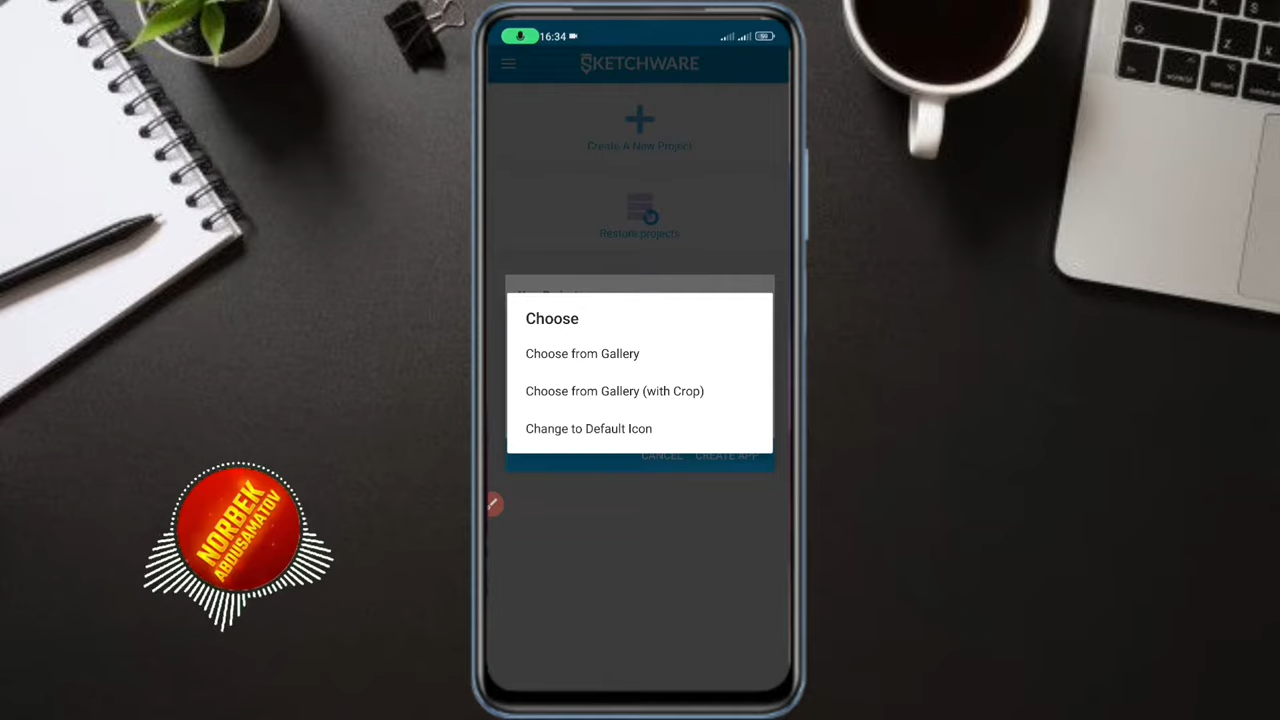 16:34
SKETCHWARE
Create A New Project
Restore projects
Choose
Choose from Gallery
Choose from Gallery (with Crop)
Change to Default Icon
CANCEL CREATE APP
NORBEK
ABDUSAMATOV